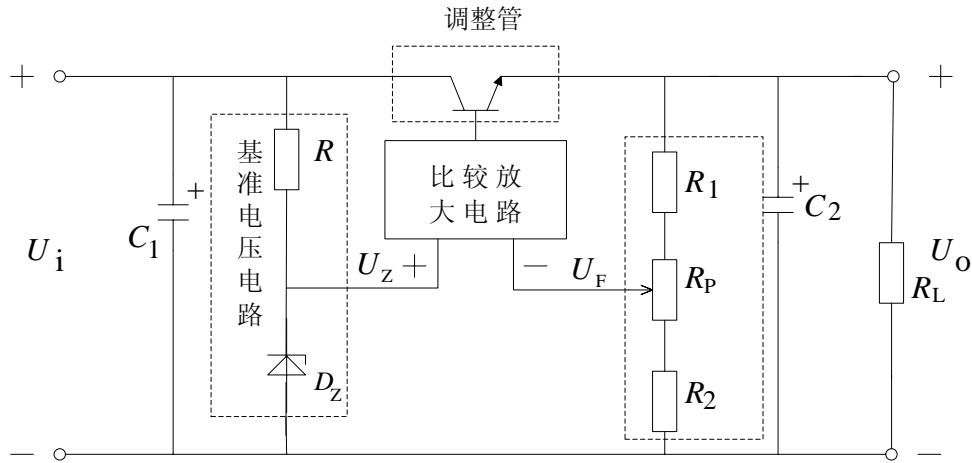 调整管
+
+
基准电压电路
R
比较放
大电路
R1
+
C1
+
C2
Ui
UZ +
−
UF
RP
Uo
RL
DZ
R2
−
−